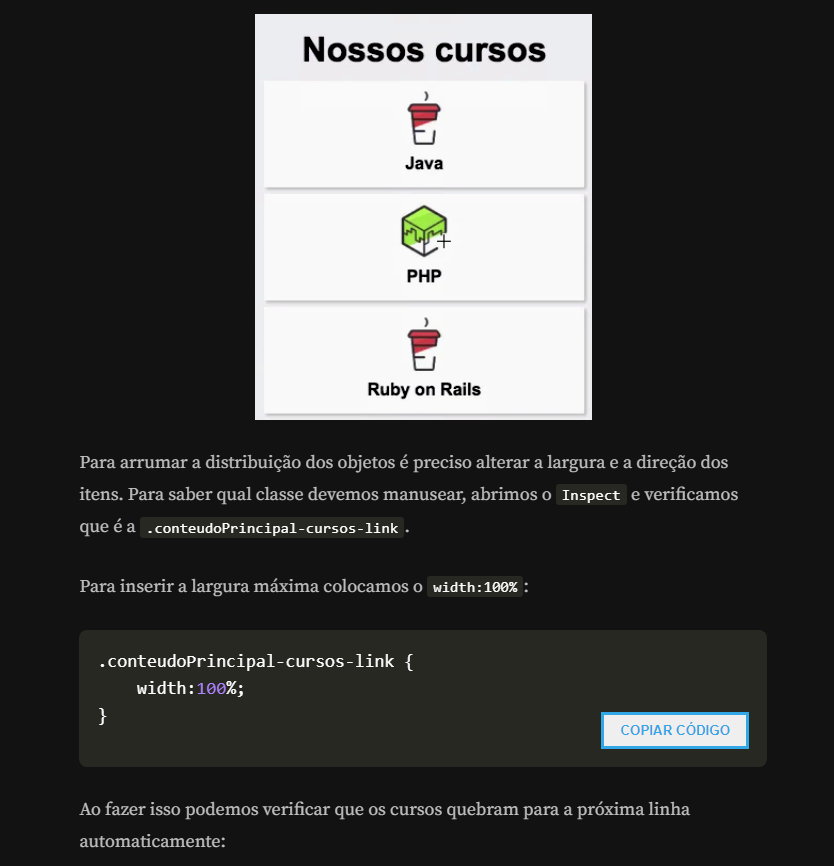 Nossos cursos
Java
PHP
Ruby on Rails
Para arrumar a distribuição dos objetos é preciso alterar a largura e a direção dos
itens. Para saber qual classe devemos manusear, abrimos o Inspect e verificamos
que é a .conteudoPrincipal-cursos-link.
Para inserir a largura máxima colocamos o width:100%:
.conteudoPrincipal-cursos-link {
    width:100%;
}
COPIAR CÓDIGO
Ao fazer isso podemos verificar que os cursos quebram para a próxima linha
automaticamente: